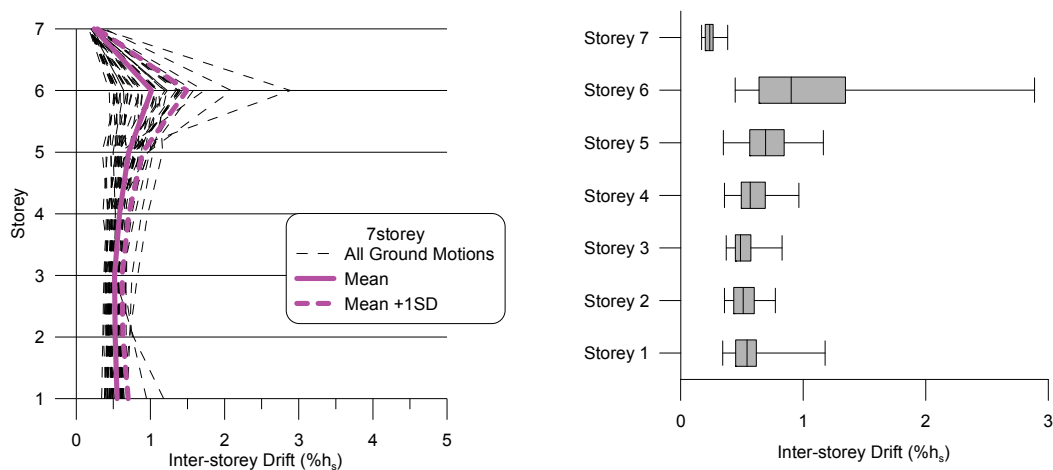 7
6
5
4
3
2
1
Storey
7storey
All Ground Motions
Mean
Mean +1SD
0 1 2 3 4 5
Inter-storey Drift (%hₛ)
Storey 7
Storey 6
Storey 5
Storey 4
Storey 3
Storey 2
Storey 1
0 1 2 3
Inter-storey Drift (%hₛ)